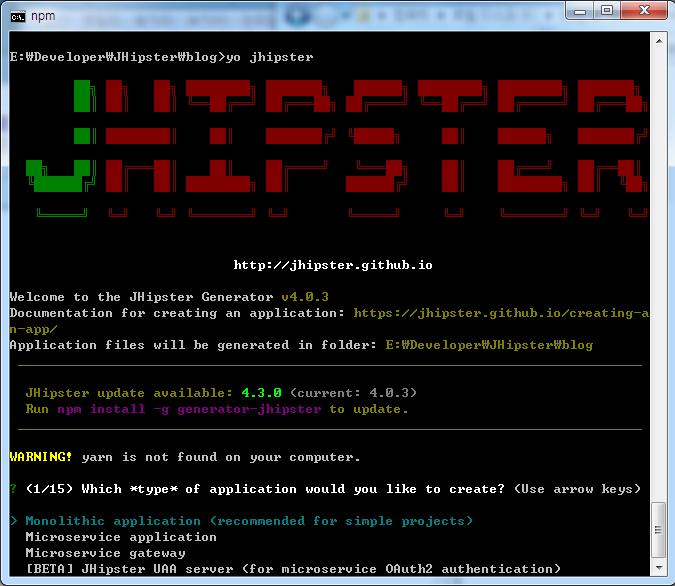 npm
E:₩Developer₩JHipster₩blog>yo jhipster
JHIPSTER
http://jhipster.github.io
Welcome to the JHipster Generator v4.0.3
Documentation for creating an application: https://jhipster.github.io/creating-a
n-app/
Application files will be generated in folder: E:₩Developer₩JHipster₩blog
JHipster update available: 4.3.0 (current: 4.0.3)
Run npm install -g generator-jhipster to update.
WARNING! yarn is not found on your computer.
? (1/15) Which *type* of application would you like to create? (Use arrow keys)
> Monolithic application (recommended for simple projects)
Microservice application
Microservice gateway
[BETA] JHipster UAA server (for microservice OAuth2 authentication)